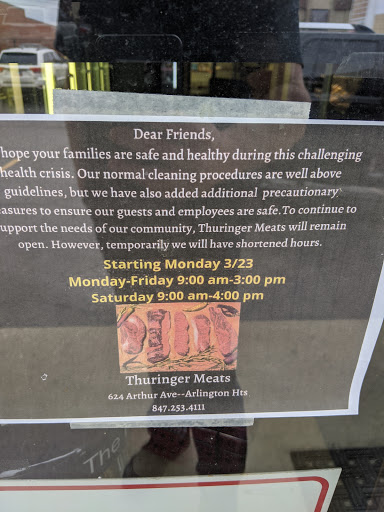 Dear Friends,
hope your families are safe and healthy during this challenging
health crisis. Our normal cleaning procedures are well above
guidelines, but we have also added additional precautionary
asures to ensure our guests and employees are safe.To continue to
upport the needs of our community, Thuringer Meats will remain
open. However, temporarily we will have shortened hours.
Starting Monday 3/23
Monday-Friday 9:00 am-3:00 pm
Saturday 9:00 am-4:00 pm
Thuringer Meats
624 Arthur Ave--Arlington Hts
847.253.4111
The